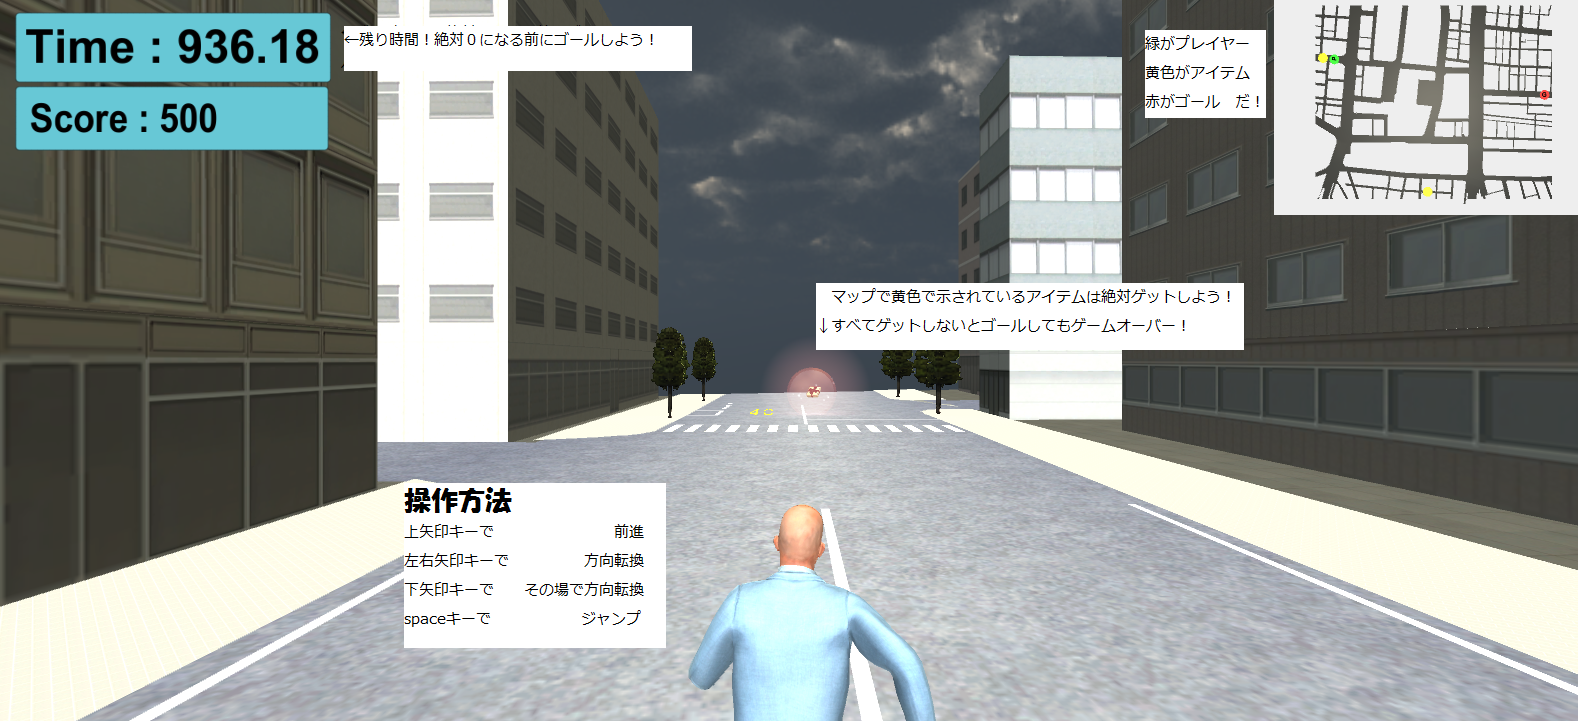 Time : 936.18
Score : 500
←残り時間！絶対０になる前にゴールしよう！
緑がプレイヤー
黄色がアイテム
赤がゴール　だ！
マップで黄色で示されているアイテムは絶対ゲットしよう！
↓すべてゲットしないとゴールしてもゲームオーバー！
40
操作方法
上矢印キーで　前進
左右矢印キーで　方向転換
下矢印キーで　その場で方向転換
spaceキーで　ジャンプ